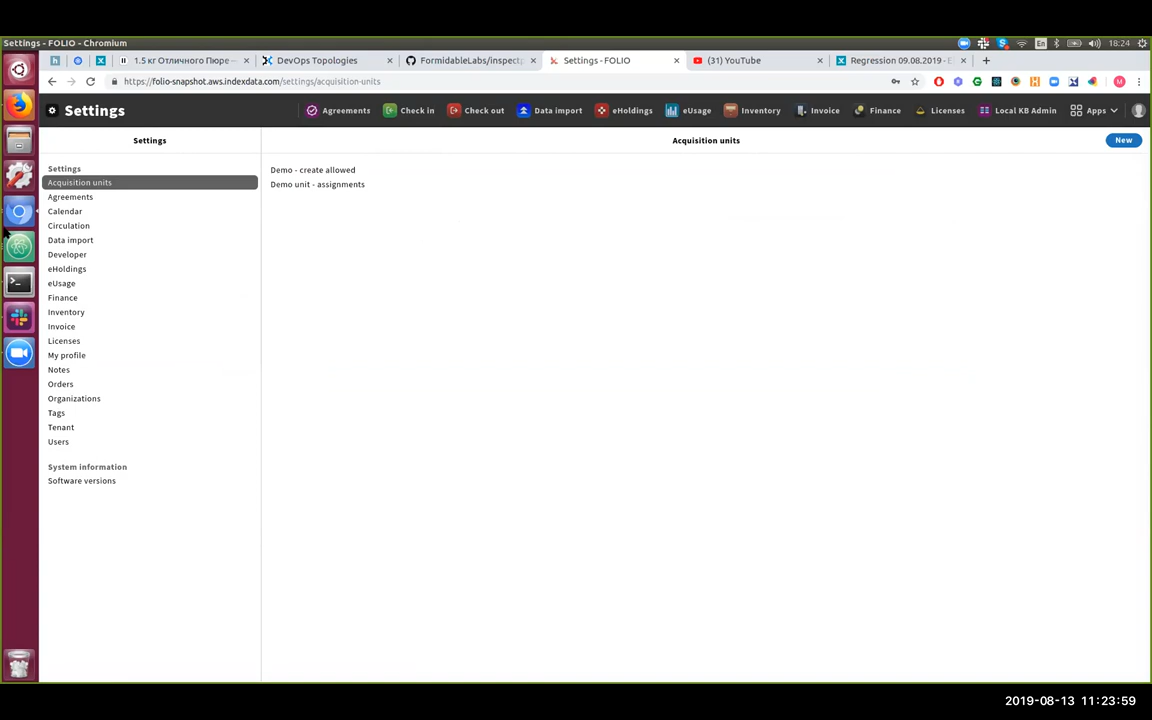 Settings - FOLIO - Chromium
En 18:24
1.5 кг Отличного Пюре -
DevOps Topologies
FormidableLabs/inspect
Settings - FOLIO
(31) YouTube
Regression 09.08.2019 - E
https://folio-snapshot.aws.indexdata.com/settings/acquisition-units
M
Settings
Agreements
Check in
Check out
Data import
eHoldings
eUsage
Inventory
Invoice
Finance
Licenses
Local KB Admin
Apps
Settings
Acquisition units
New
Settings
Acquisition units
Agreements
Calendar
Circulation
Data import
Developer
eHoldings
eUsage
Finance
Inventory
Invoice
Licenses
My profile
Notes
Orders
Organizations
Tags
Tenant
Users
System information
Software versions
Demo - create allowed
Demo unit - assignments
2019-08-13 11:23:59